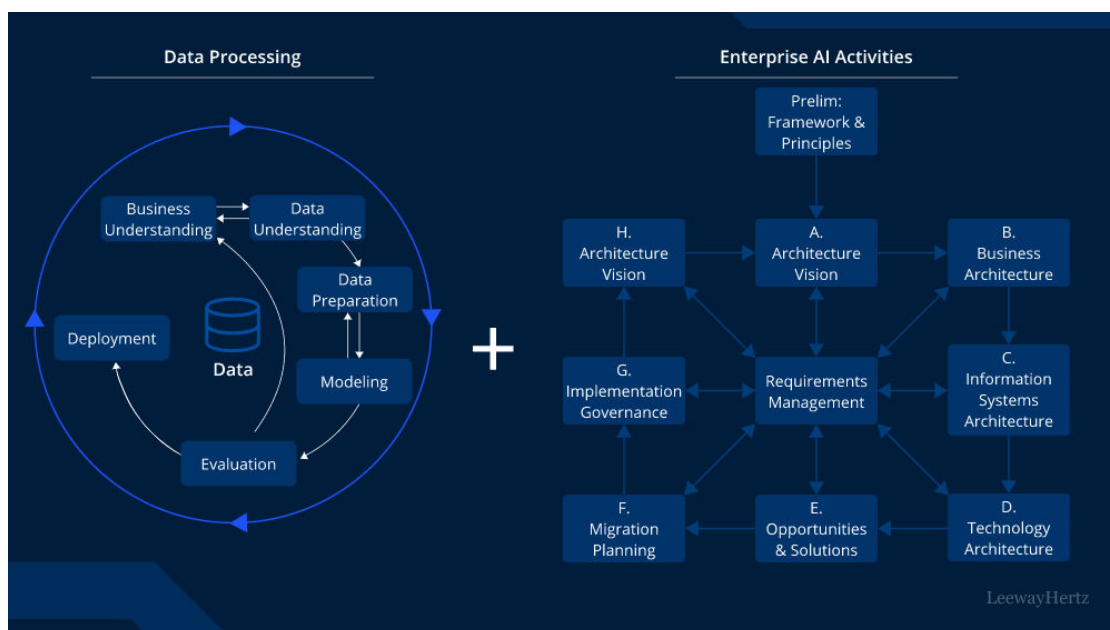 Data Processing
Business
Understanding
Data
Understanding
Data
Preparation
Deployment
Data
Modeling
Evaluation
+
Enterprise AI Activities
Prelim:
Framework &
Principles
H.
Architecture
Vision
A.
Architecture
Vision
B.
Business
Architecture
G.
Implementation
Governance
Requirements
Management
C.
Information
Systems
Architecture
F.
Migration
Planning
E.
Opportunities
& Solutions
D.
Technology
Architecture
LeewayHertz